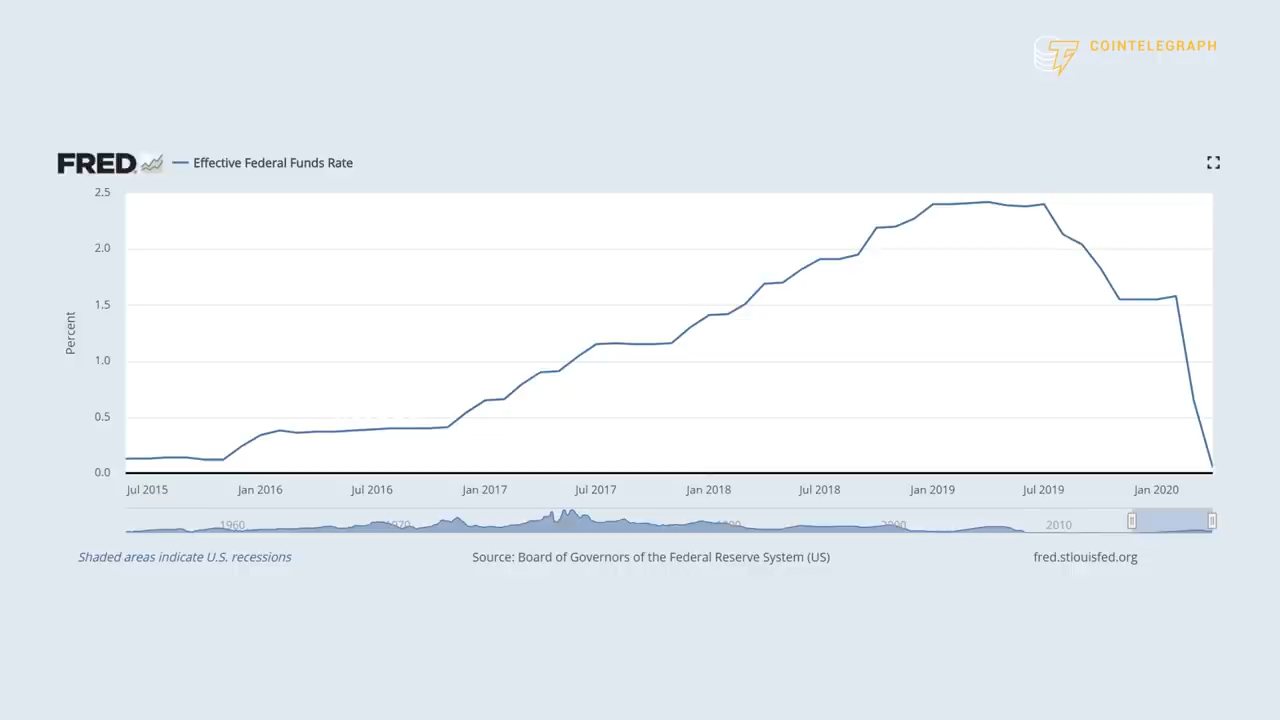 COINTELEGRAPH
FRED Effective Federal Funds Rate
2.5
2.0
1.5
1.0
0.5
0.0
Percent
Jul 2015 Jan 2016 Jul 2016 Jan 2017 Jul 2017 Jan 2018 Jul 2018 Jan 2019 Jul 2019 Jan 2020
1960 2000 2010
Shaded areas indicate U.S. recessions Source: Board of Governors of the Federal Reserve System (US) fred.stlouisfed.org